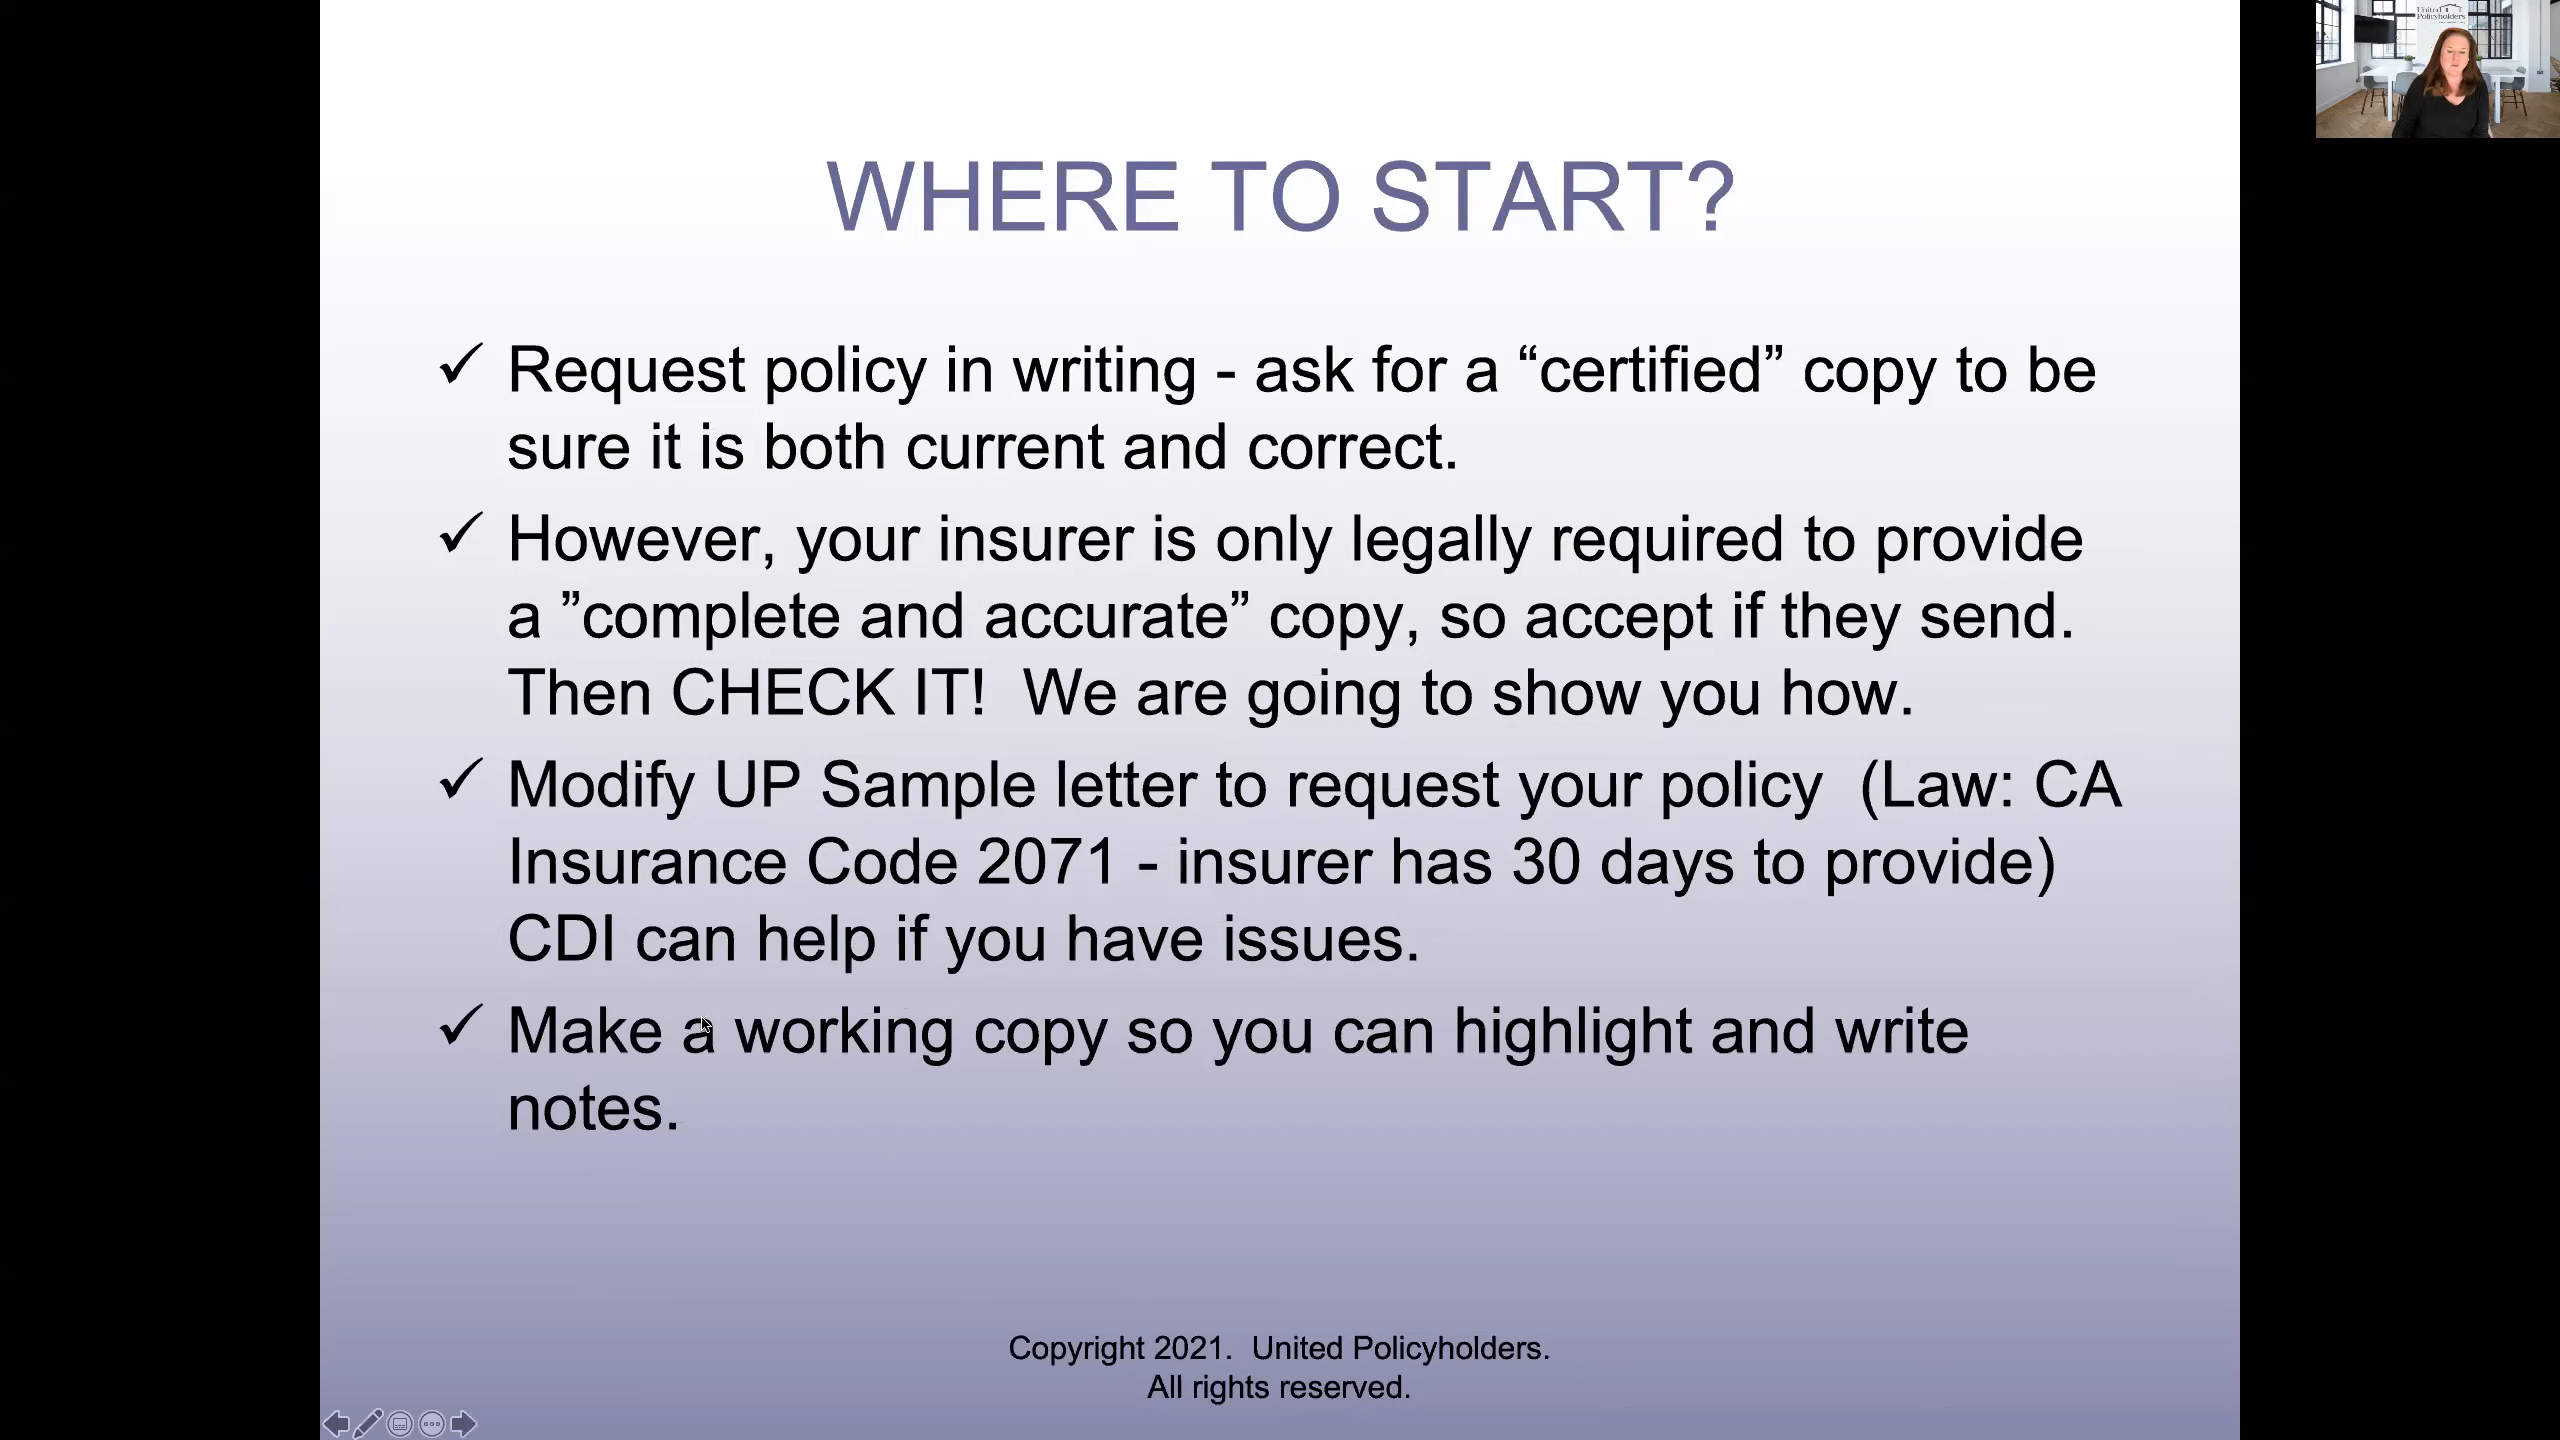 United
Policyholders
WHERE TO START?
✓ Request policy in writing - ask for a “certified” copy to be
sure it is both current and correct.
✓ However, your insurer is only legally required to provide
a ”complete and accurate” copy, so accept if they send.
Then CHECK IT!  We are going to show you how.
✓ Modify UP Sample letter to request your policy  (Law: CA
Insurance Code 2071 - insurer has 30 days to provide)
CDI can help if you have issues.
✓ Make a working copy so you can highlight and write
notes.
Copyright 2021.  United Policyholders.
All rights reserved.